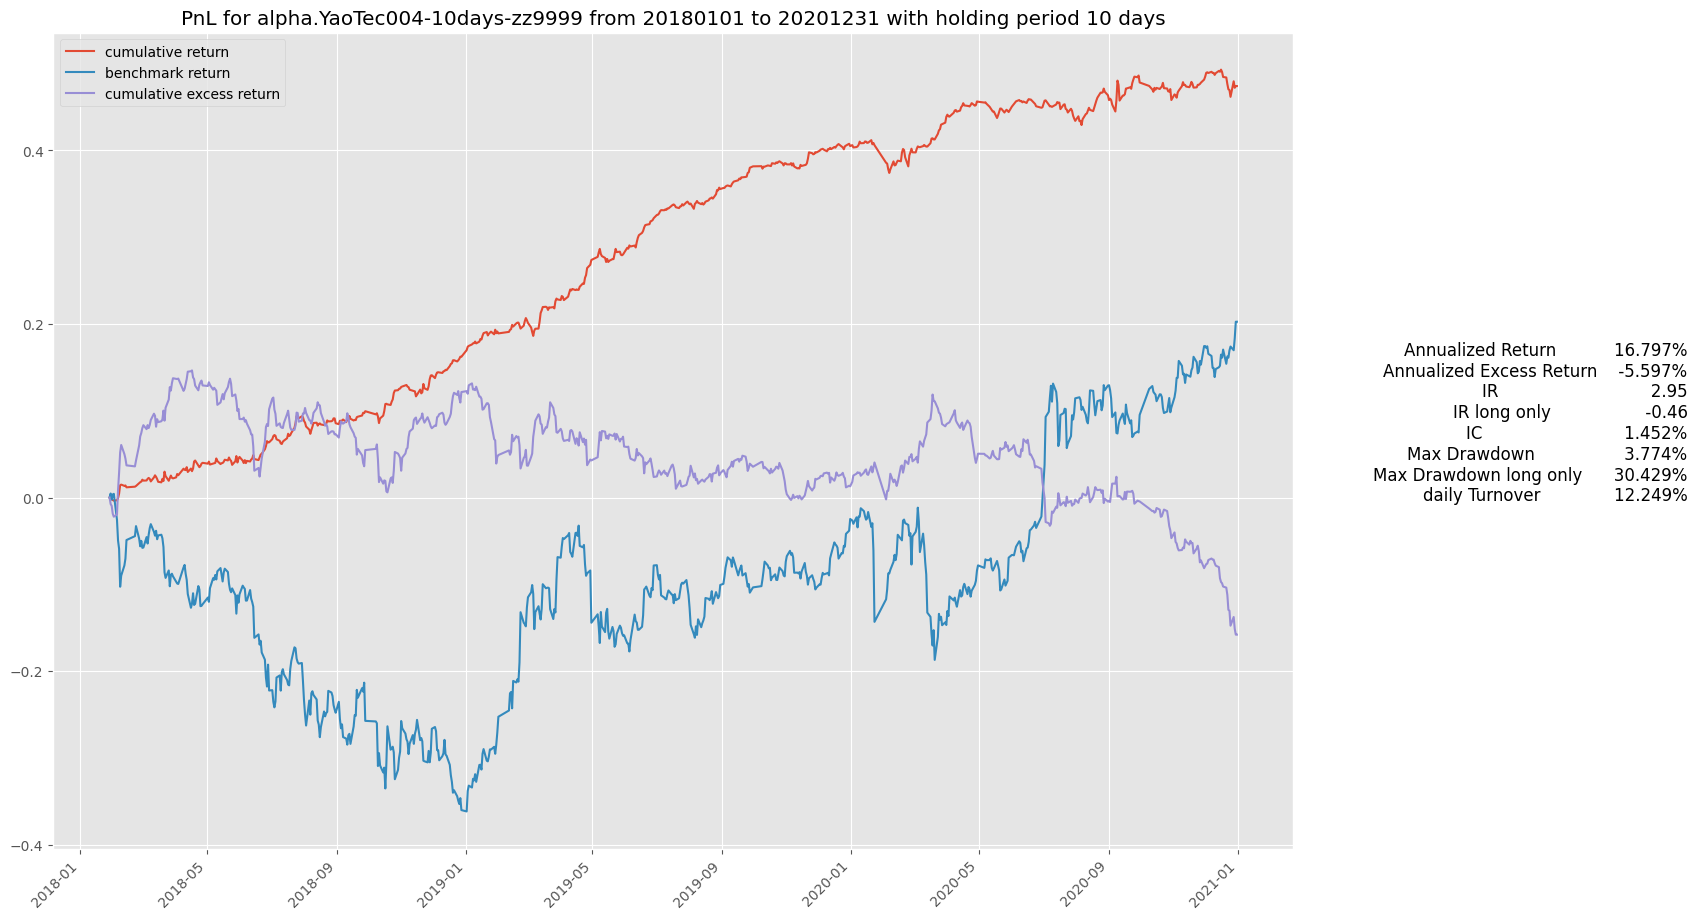 PnL for alpha.YaoTec004-10days-zz9999 from 20180101 to 20201231 with holding period 10 days
cumulative return
benchmark return
cumulative excess return
0.4
0.2
0.0
−0.2
−0.4
2018-01
2018-05
2018-09
2019-01
2019-05
2019-09
2020-01
2020-05
2020-09
2021-01
Annualized Return 16.797%
Annualized Excess Return -5.597%
IR 2.95
IR long only -0.46
IC 1.452%
Max Drawdown 3.774%
Max Drawdown long only 30.429%
daily Turnover 12.249%